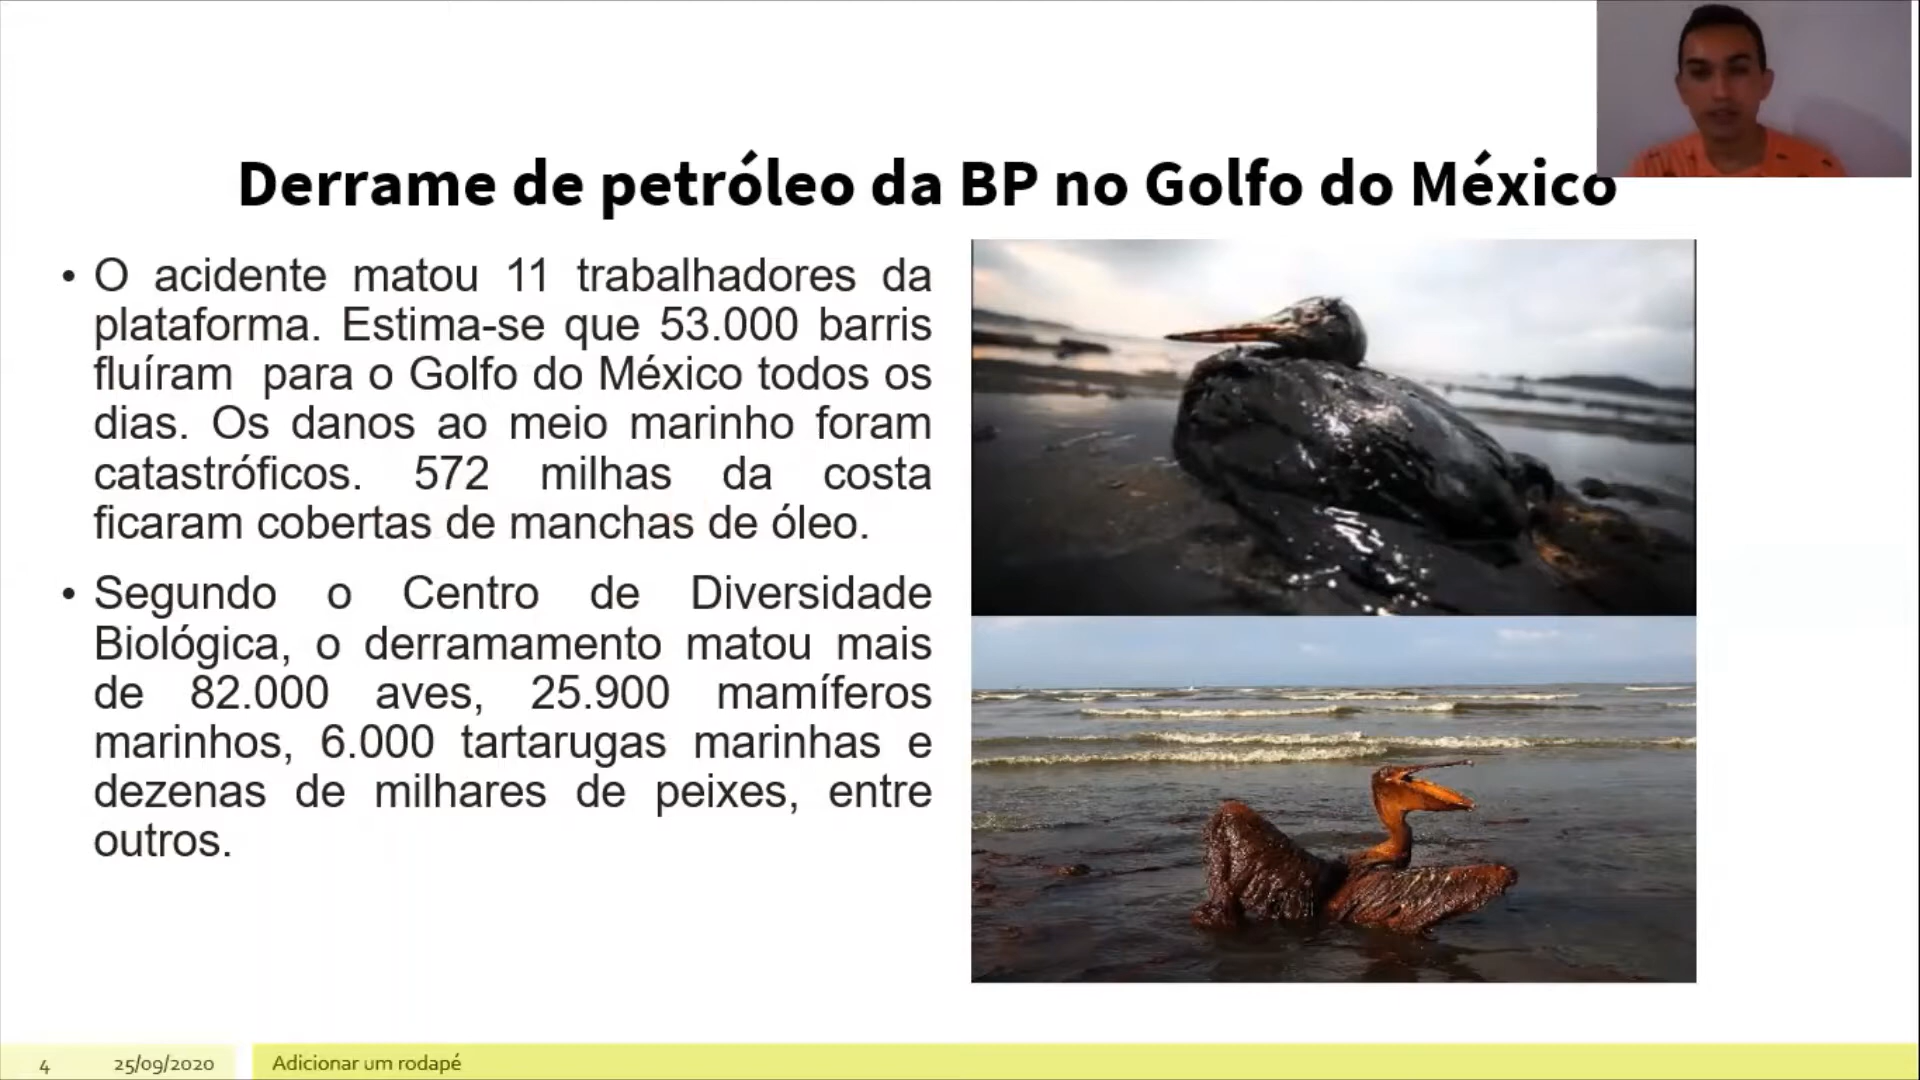 Derrame de petróleo da BP no Golfo do México
• O acidente matou 11 trabalhadores da
plataforma. Estima-se que 53.000 barris
fluíram para o Golfo do México todos os
dias. Os danos ao meio marinho foram
catastróficos. 572 milhas da costa
ficaram cobertas de manchas de óleo.
• Segundo o Centro de Diversidade
Biológica, o derramamento matou mais
de 82.000 aves, 25.900 mamíferos
marinhos, 6.000 tartarugas marinhas e
dezenas de milhares de peixes, entre
outros.
4 25/09/2020 Adicionar um rodapé